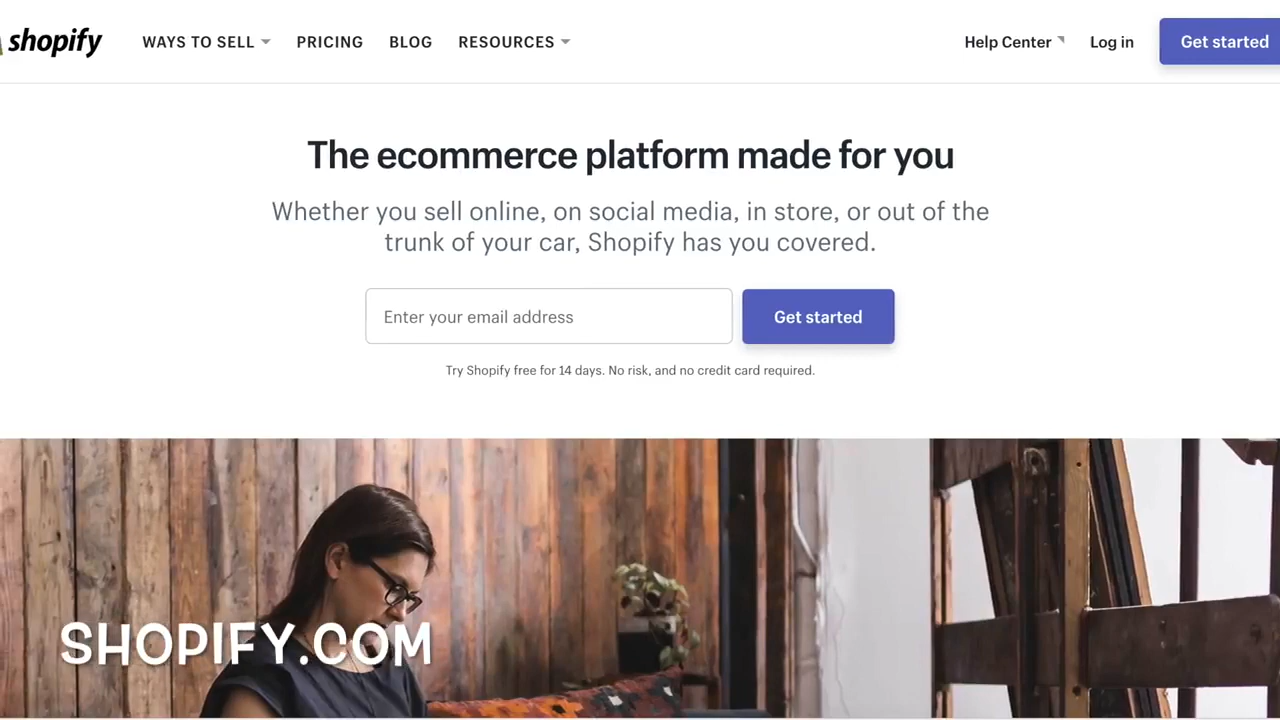 shopify
WAYS TO SELL
PRICING
BLOG
RESOURCES
Help Center
Log in
Get started
The ecommerce platform made for you
Whether you sell online, on social media, in store, or out of the
trunk of your car, Shopify has you covered.
Enter your email address
Get started
Try Shopify free for 14 days. No risk, and no credit card required.
SHOPIFY.COM